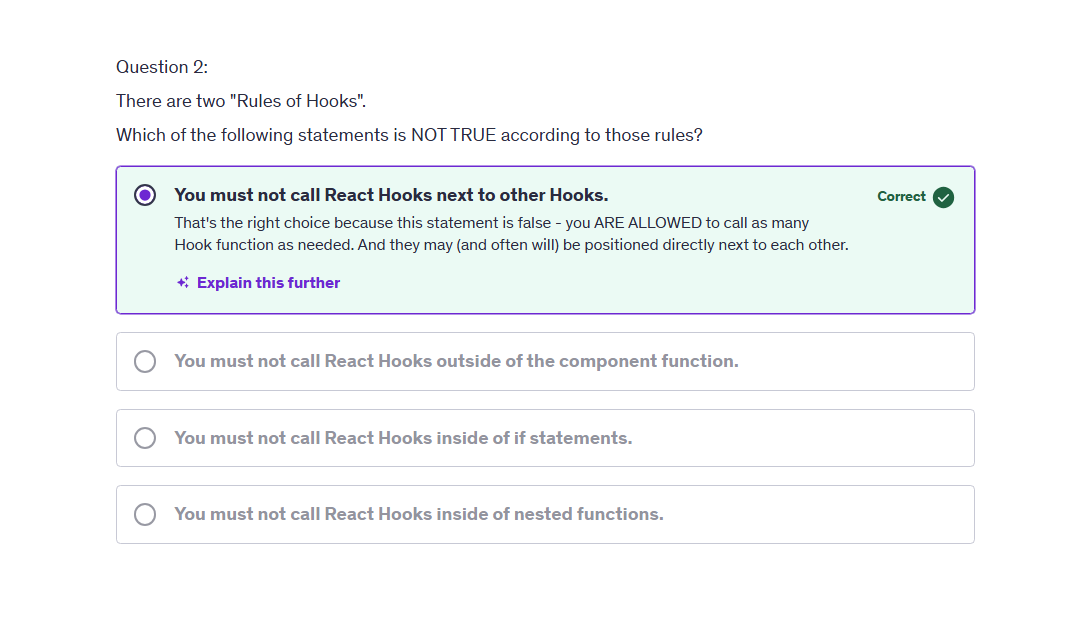 Question 2:
There are two "Rules of Hooks".
Which of the following statements is NOT TRUE according to those rules?
You must not call React Hooks next to other Hooks.
Correct
That's the right choice because this statement is false - you ARE ALLOWED to call as many
Hook function as needed. And they may (and often will) be positioned directly next to each other.
Explain this further
You must not call React Hooks outside of the component function.
You must not call React Hooks inside of if statements.
You must not call React Hooks inside of nested functions.